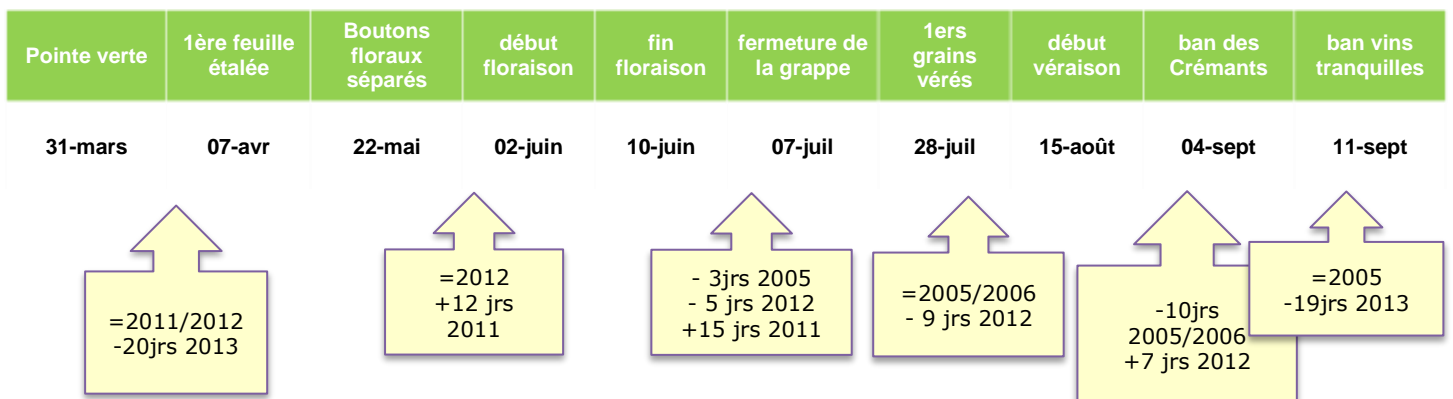 Pointe verte
1ère feuille
étalée
Boutons
floraux
séparés
début
floraison
fin
floraison
fermeture de
la grappe
1ers
grains
vérés
début
véraison
ban des
Crémants
ban vins
tranquilles
31-mars
07-avr
22-mai
02-juin
10-juin
07-juil
28-juil
15-août
04-sept
11-sept
=2011/2012
-20jrs 2013
=2012
+12 jrs
2011
- 3jrs 2005
- 5 jrs 2012
+15 jrs 2011
=2005/2006
- 9 jrs 2012
-10jrs
2005/2006
+7 jrs 2012
=2005
-19jrs 2013